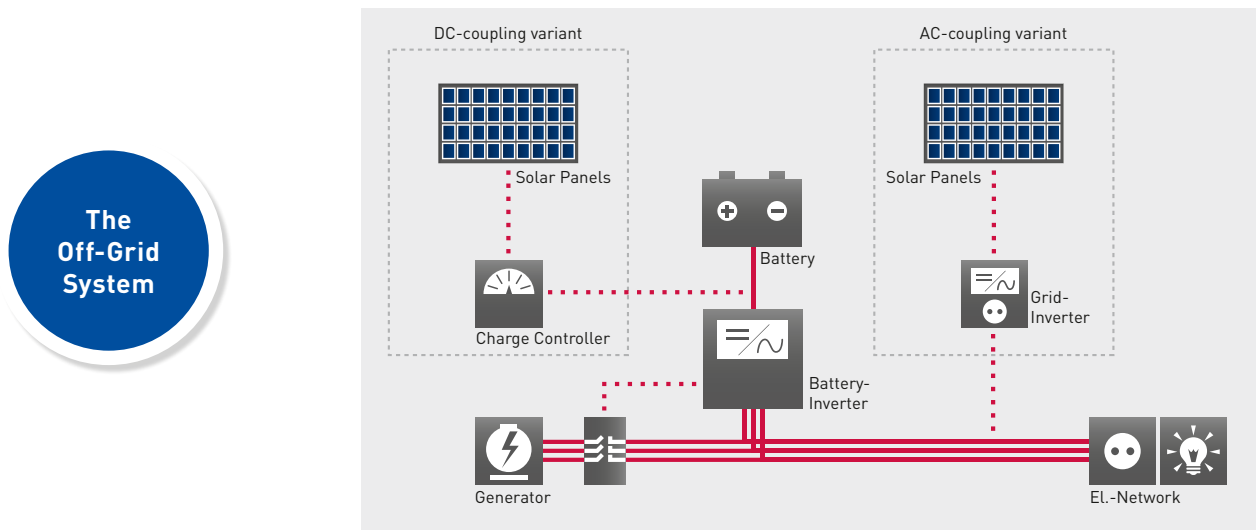 The
Off-Grid
System
DC-coupling variant
AC-coupling variant
Solar Panels
Solar Panels
Battery
Charge Controller
Grid-
Inverter
Battery-
Inverter
Generator
El.-Network